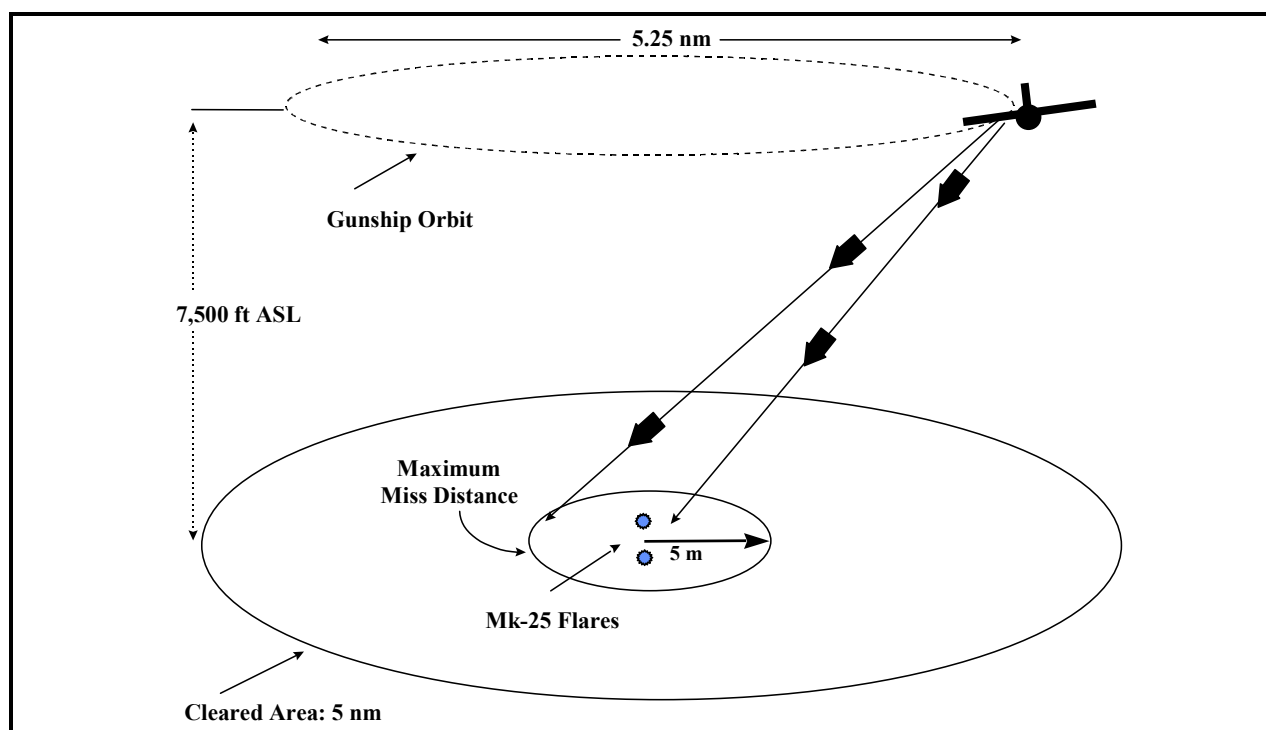 5.25 nm
Gunship Orbit
7,500 ft ASL
Maximum
Miss Distance
5 m
Mk-25 Flares
Cleared Area: 5 nm